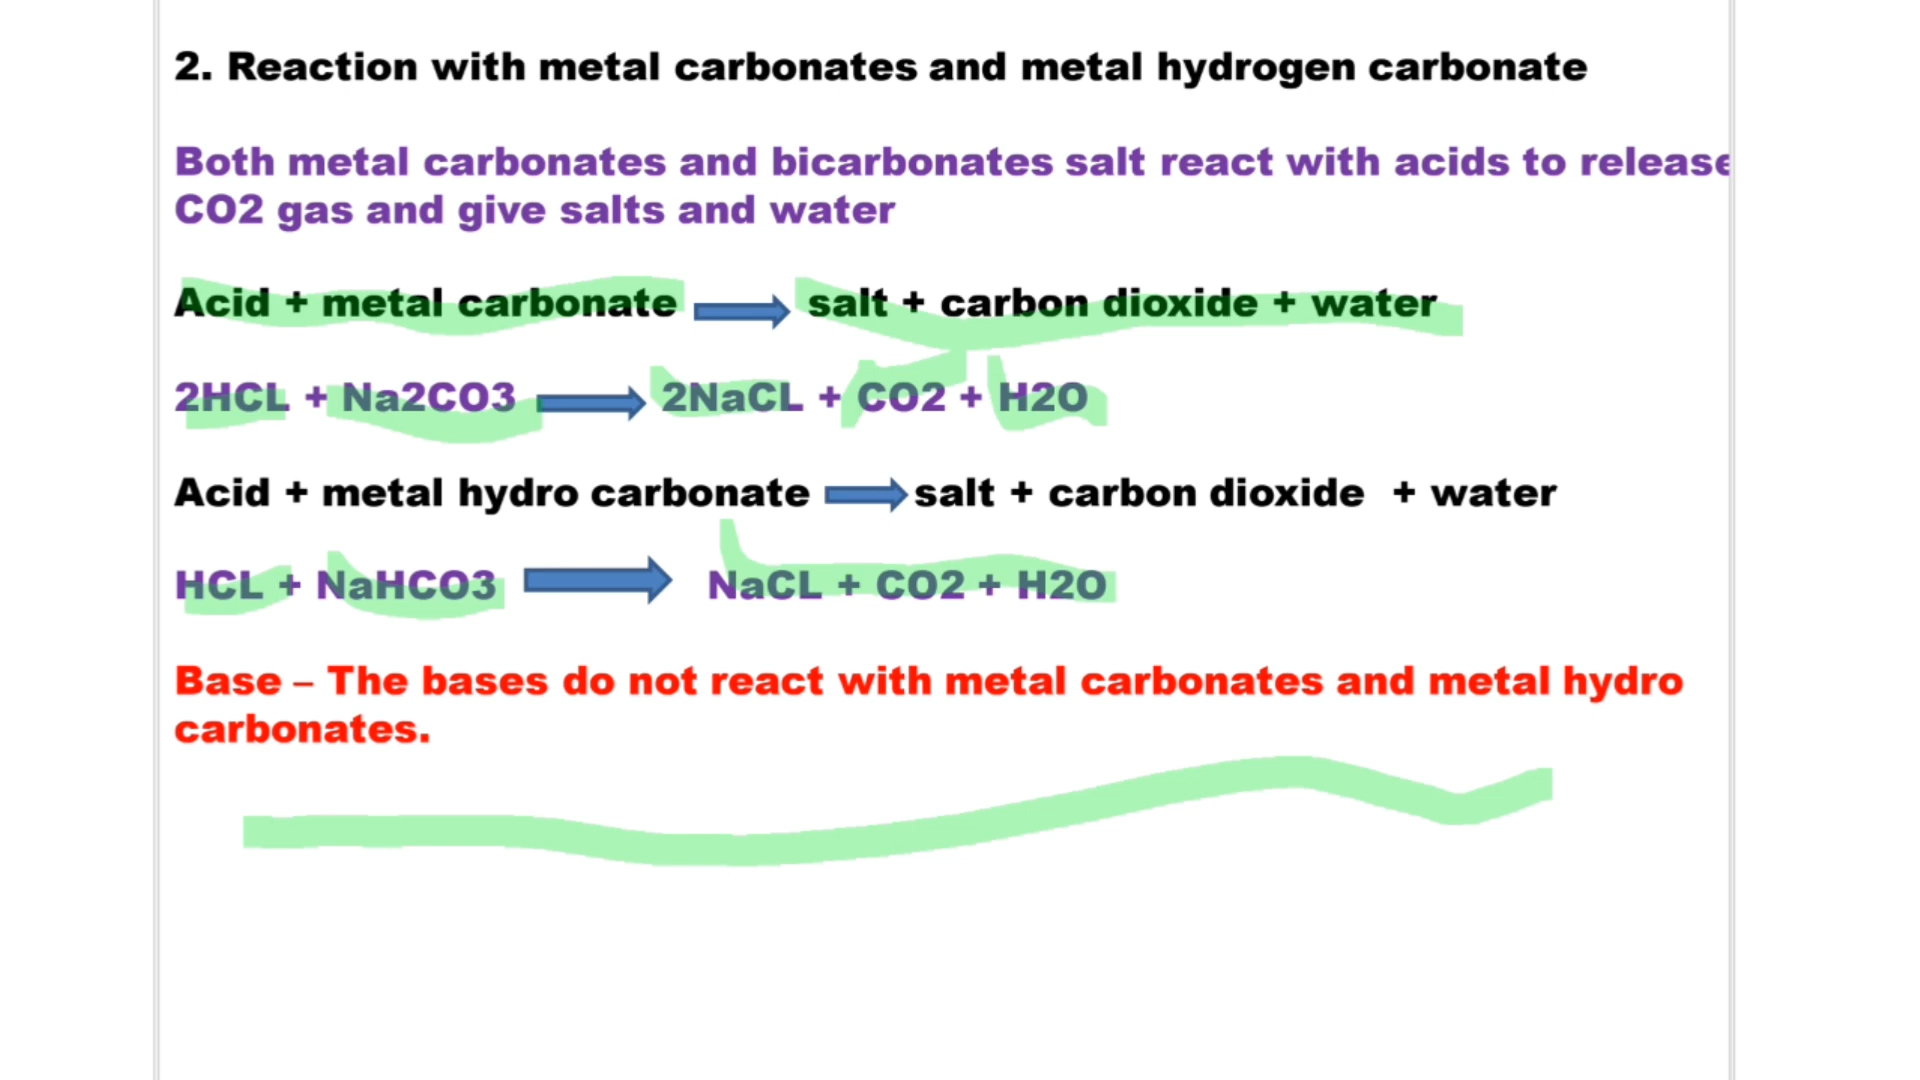 2. Reaction with metal carbonates and metal hydrogen carbonate
Both metal carbonates and bicarbonates salt react with acids to release
CO2 gas and give salts and water
Acid + metal carbonate salt + carbon dioxide + water
2HCL + Na2CO3 2NaCL + CO2 + H2O
Acid + metal hydro carbonate salt + carbon dioxide + water
HCL + NaHCO3 NaCL + CO2 + H2O
Base – The bases do not react with metal carbonates and metal hydro
carbonates.